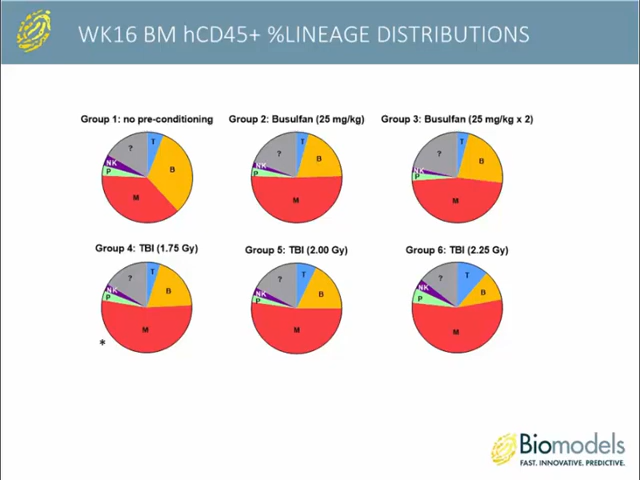 WK16 BM hCD45+ %LINEAGE DISTRIBUTIONS
Group 1: no pre-conditioning
Group 2: Busulfan (25 mg/kg)
Group 3: Busulfan (25 mg/kg x 2)
T
B
M
P
NK
?
T
B
M
P
NK
?
T
B
M
P
NK
?
Group 4: TBI (1.75 Gy)
Group 5: TBI (2.00 Gy)
Group 6: TBI (2.25 Gy)
T
B
M
P
NK
?
*
T
B
M
P
NK
?
T
B
M
P
NK
?
Biomodels
FAST. INNOVATIVE. PREDICTIVE.